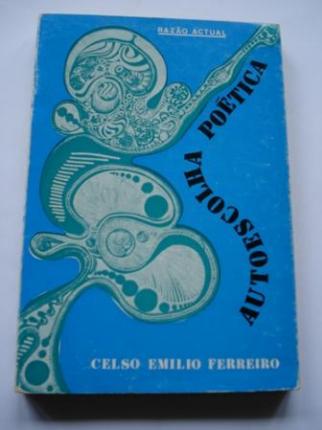 RAZÃO ACTUAL
AUTOESCOLHA POÉTICA
CELSO EMILIO FERREIRO